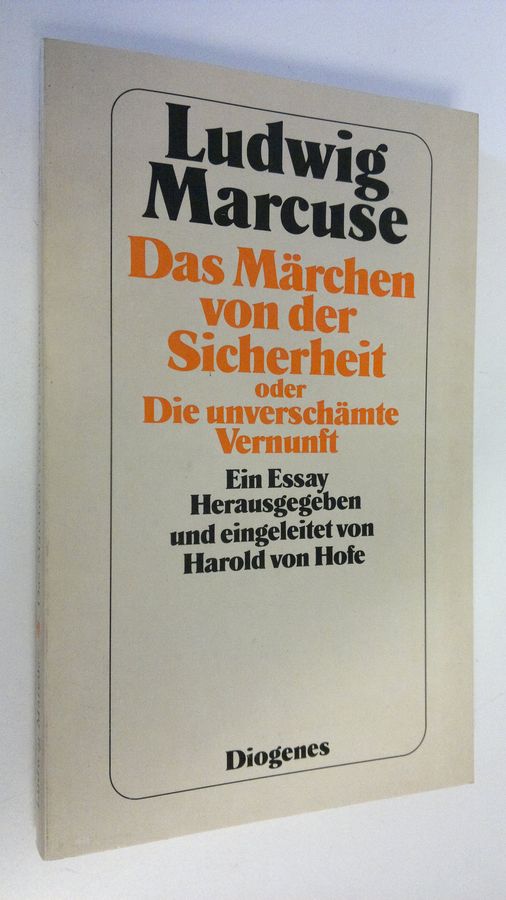 Ludwig
Marcuse
Das Märchen
von der
Sicherheit
oder
Die unverschämte
Vernunft
Ein Essay
Herausgegeben
und eingeleitet von
Harold von Hofe
Diogenes